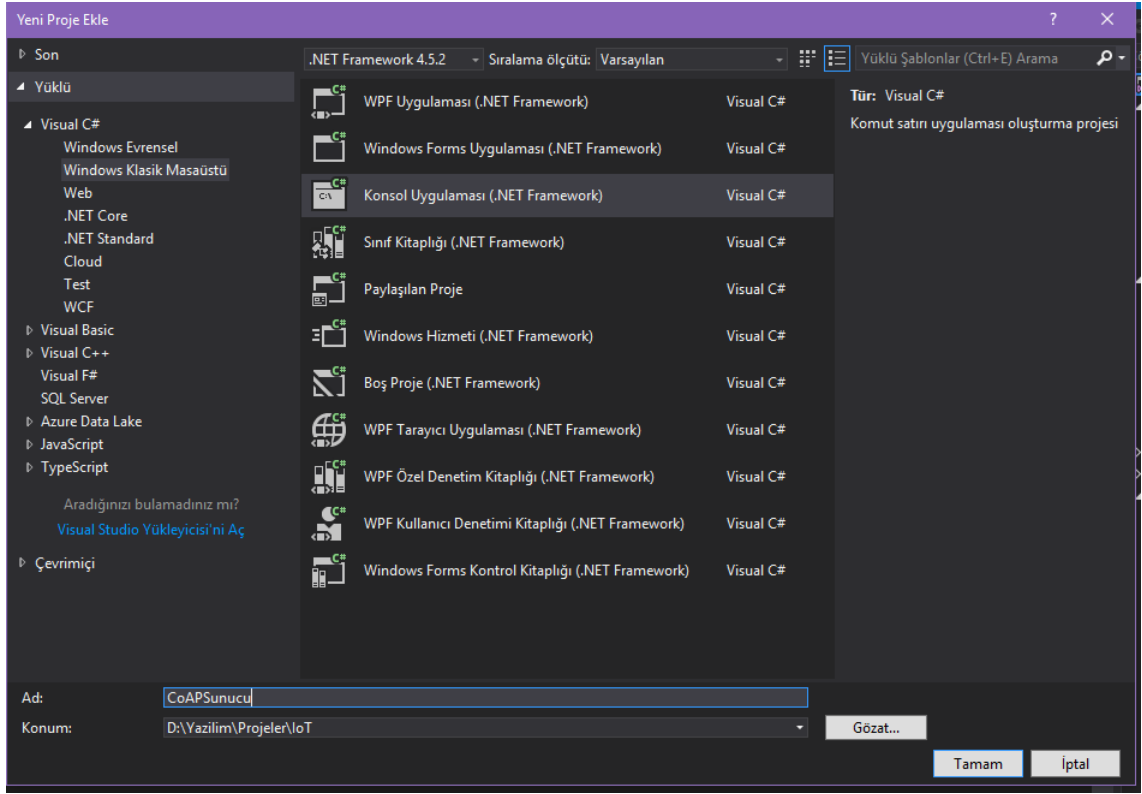 Yeni Proje Ekle
Son
.NET Framework 4.5.2 Sıralama ölçütü: Varsayılan
Yüklü Şablonlar (Ctrl+E) Arama
Yüklü
Visual C#
Windows Evrensel
Windows Klasik Masaüstü
Web
.NET Core
.NET Standard
Cloud
Test
WCF
Visual Basic
Visual C++
Visual F#
SQL Server
Azure Data Lake
JavaScript
TypeScript
Aradığınızı bulamadınız mı?
Visual Studio Yükleyicisi'ni Aç
Çevrimiçi
WPF Uygulaması (.NET Framework) Visual C#
Windows Forms Uygulaması (.NET Framework) Visual C#
Konsol Uygulaması (.NET Framework) Visual C#
Sınıf Kitaplığı (.NET Framework) Visual C#
Paylaşılan Proje Visual C#
Windows Hizmeti (.NET Framework) Visual C#
Boş Proje (.NET Framework) Visual C#
WPF Tarayıcı Uygulaması (.NET Framework) Visual C#
WPF Özel Denetim Kitaplığı (.NET Framework) Visual C#
WPF Kullanıcı Denetimi Kitaplığı (.NET Framework) Visual C#
Windows Forms Kontrol Kitaplığı (.NET Framework) Visual C#
Tür: Visual C#
Komut satırı uygulaması oluşturma projesi
Ad: CoAPSunucu
Konum: D:\Yazilim\Projeler\IoT
Gözat...
Tamam İptal